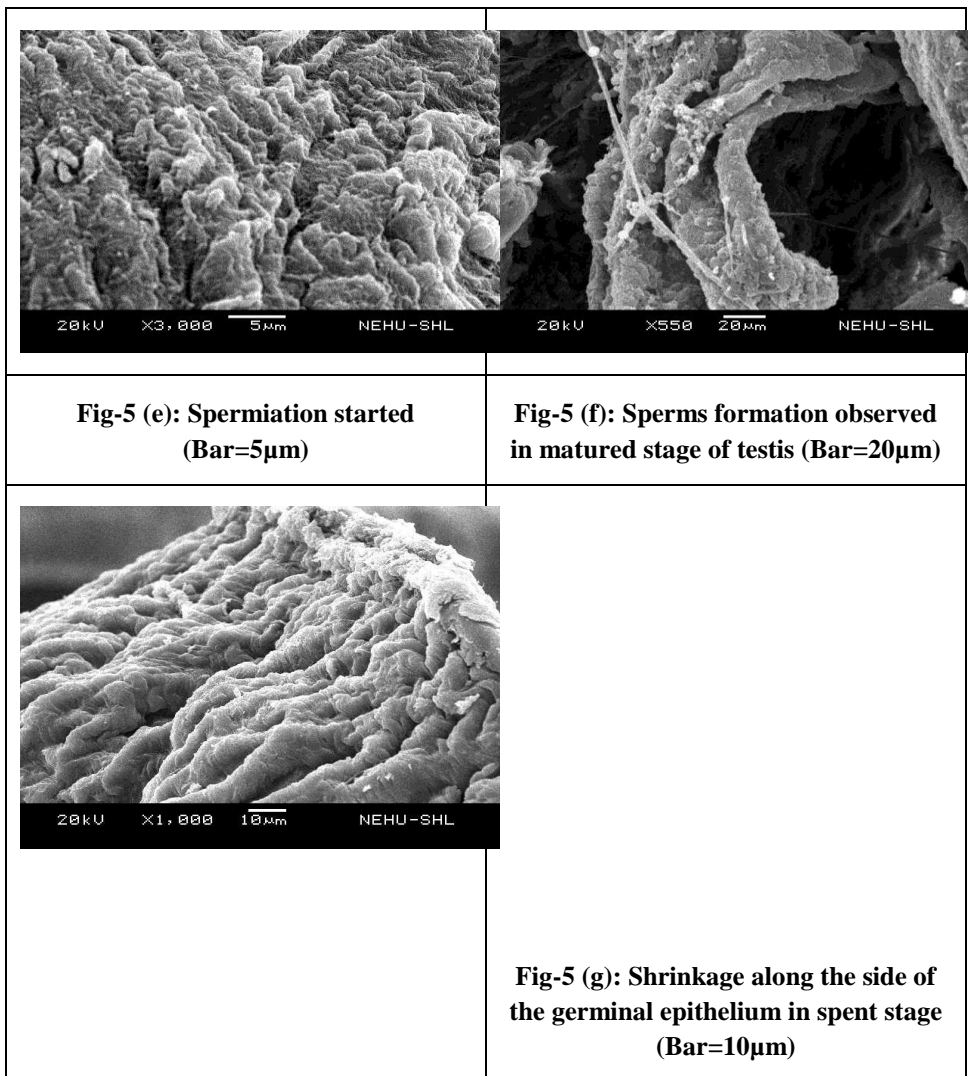 20kV X3,000 5µm NEHU-SHL
20kV X550 20µm NEHU-SHL
Fig-5 (e): Spermiation started
(Bar=5µm)
Fig-5 (f): Sperms formation observed
in matured stage of testis (Bar=20µm)
20kV X1,000 10µm NEHU-SHL
Fig-5 (g): Shrinkage along the side of
the germinal epithelium in spent stage
(Bar=10µm)